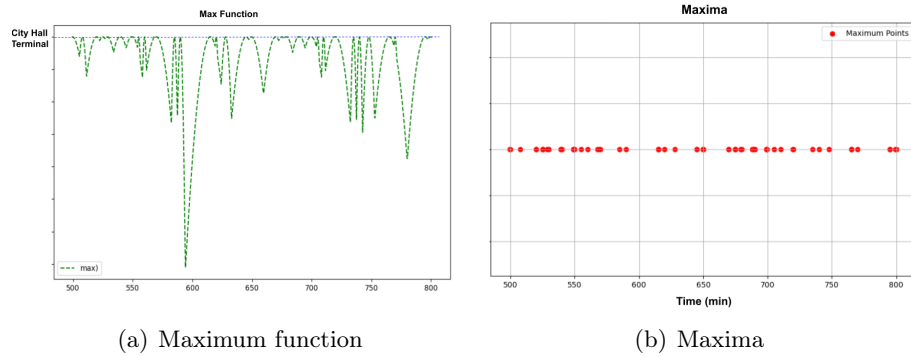 Max Function
City Hall
Terminal
max)
500 550 600 650 700 750 800
(a) Maximum function
Maxima
Maximum Points
500 550 600 650 700 750 800
Time (min)
(b) Maxima